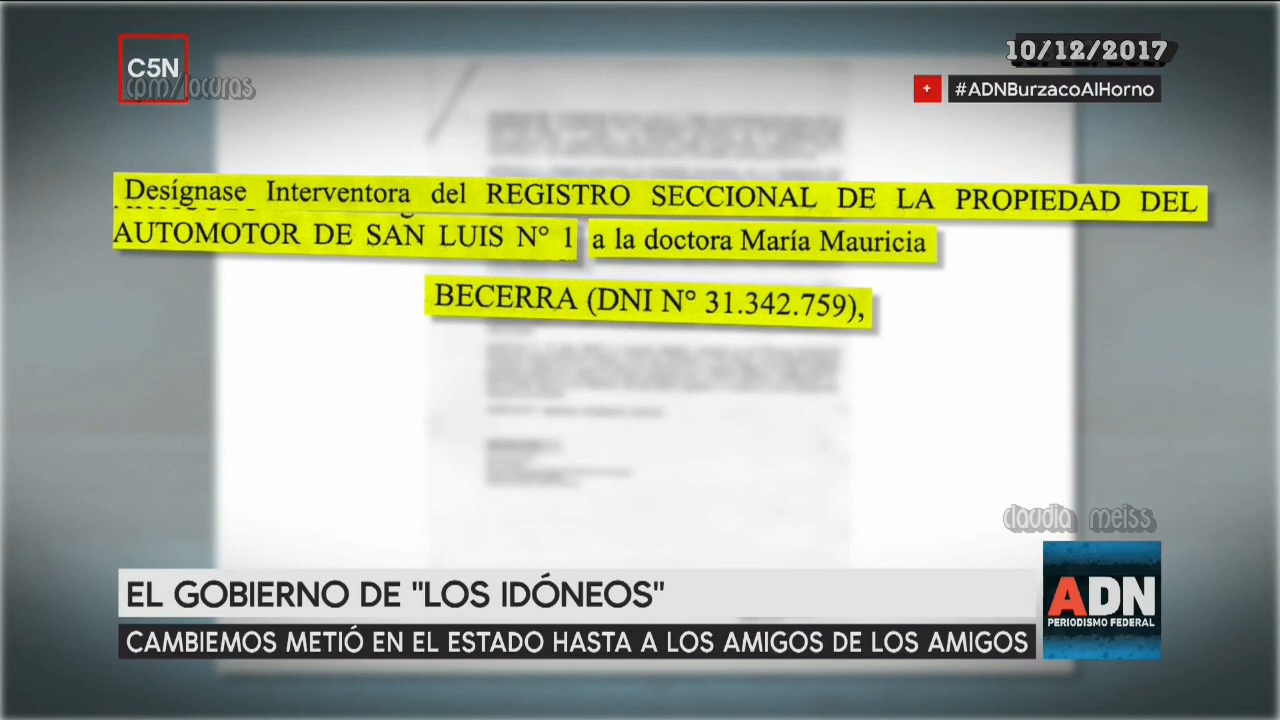 C5N
cpm/locuras
10/12/2017
+ #ADNBurzacoAlHorno
Desígnase Interventora del REGISTRO SECCIONAL DE LA PROPIEDAD DEL
AUTOMOTOR DE SAN LUIS N° 1 a la doctora María Mauricia
BECERRA (DNI N° 31.342.759),
claudia meiss
EL GOBIERNO DE "LOS IDÓNEOS"
CAMBIEMOS METIÓ EN EL ESTADO HASTA A LOS AMIGOS DE LOS AMIGOS
ADN
PERIODISMO FEDERAL